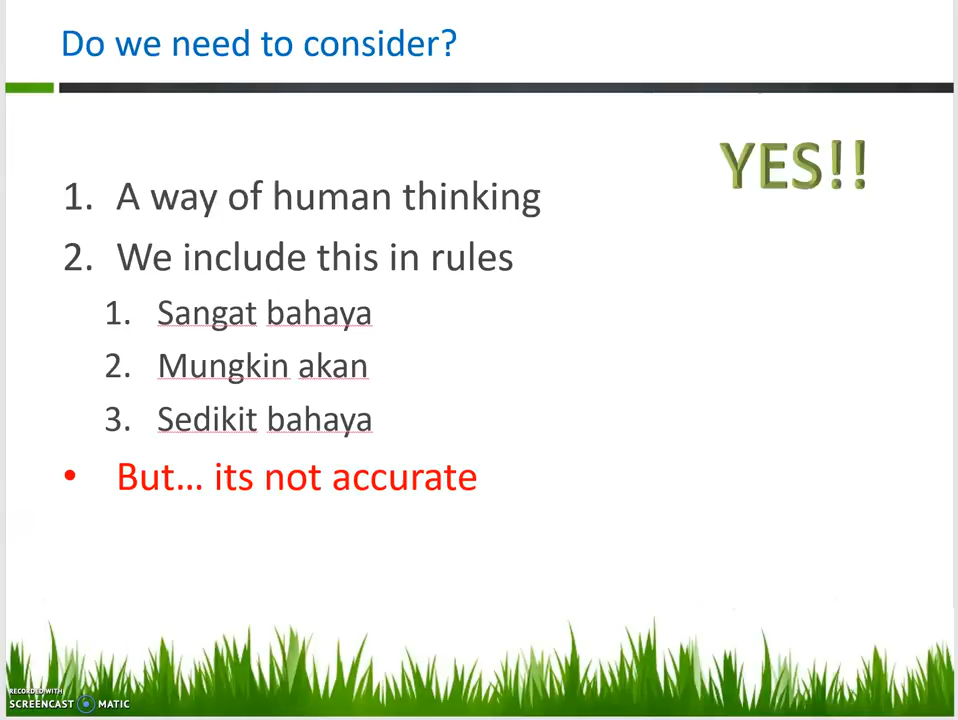 Do we need to consider?
YES!!
1. A way of human thinking
2. We include this in rules
1. Sangat bahaya
2. Mungkin akan
3. Sedikit bahaya
• But... its not accurate
RECORDED WITH
SCREENCAST MATIC